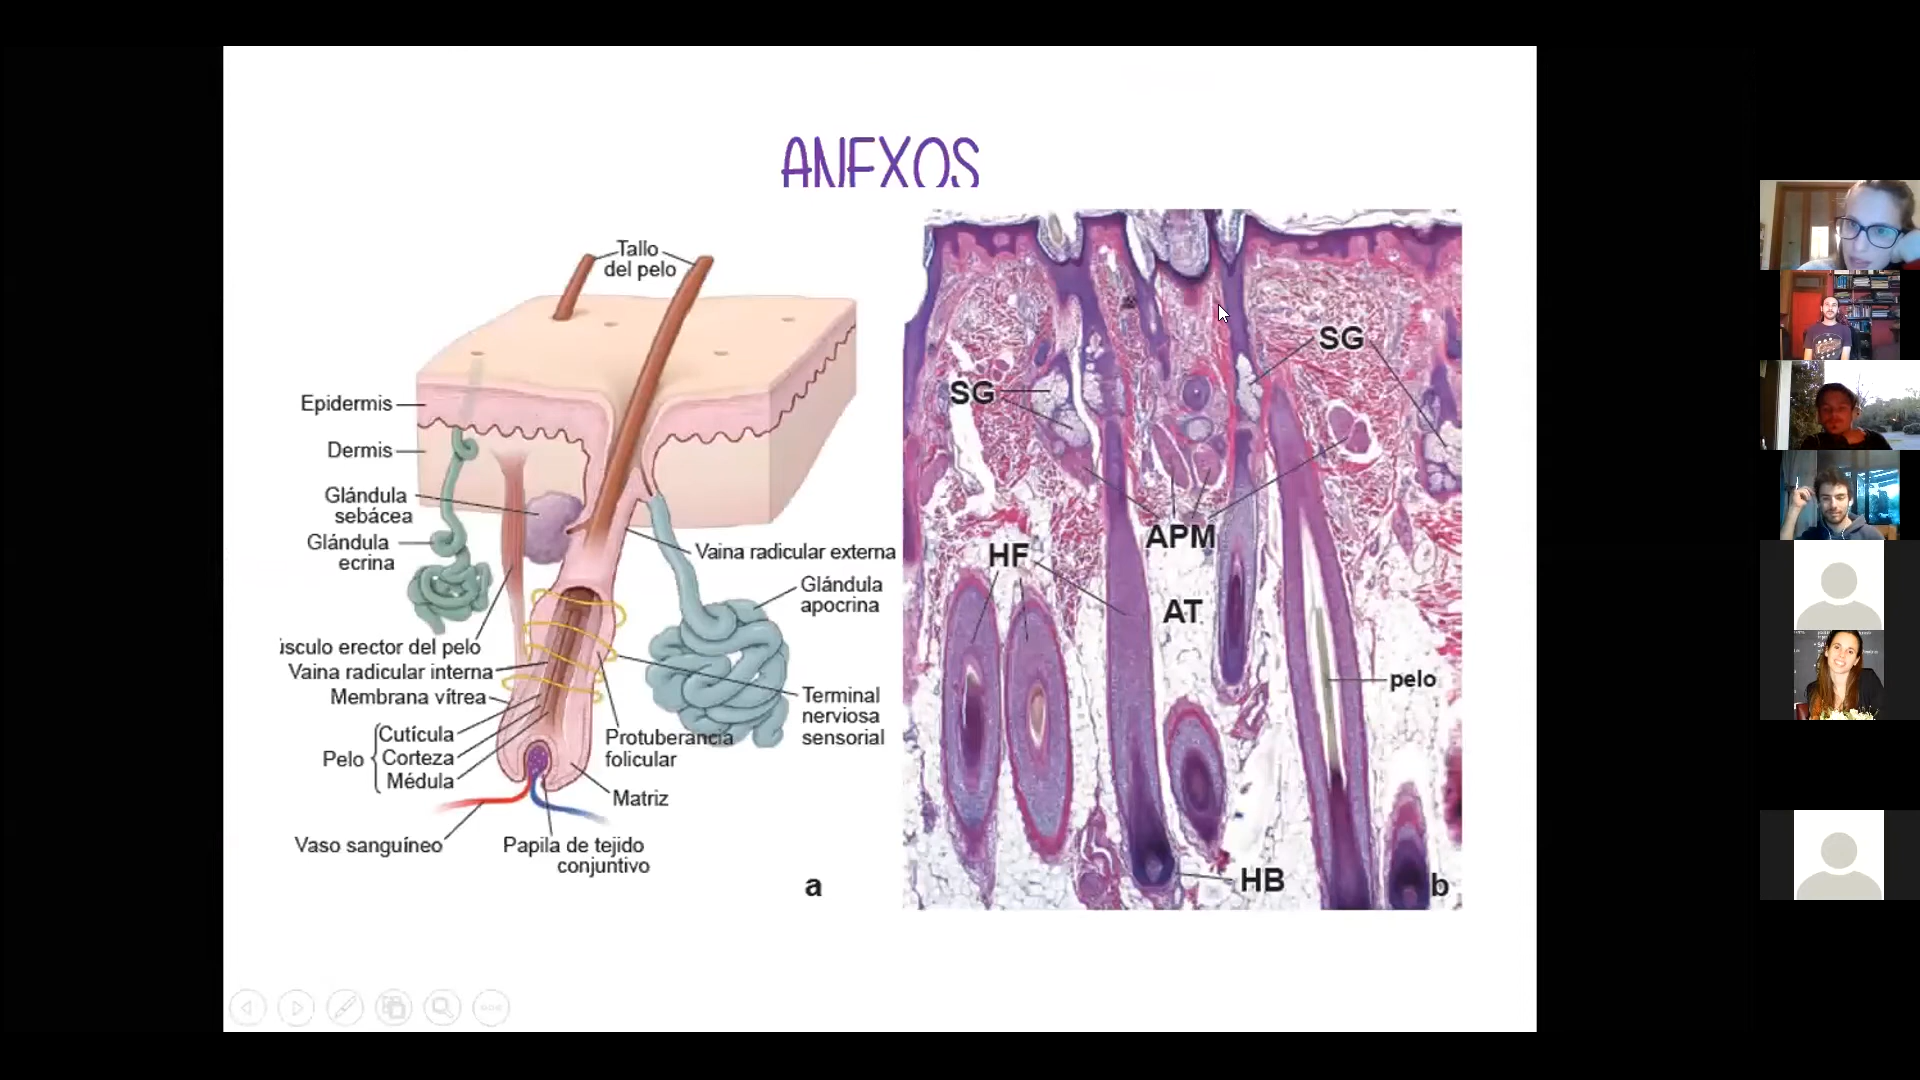 ANEXOS
Tallo
del pelo
Epidermis
Dermis
Glándula
sebácea
Glándula
ecrina
úsculo erector del pelo
Vaina radicular interna
Membrana vítrea
Pelo
Cutícula
Corteza
Médula
Vaso sanguíneo
Papila de tejido
conjuntivo
Matriz
Protuberancia
folicular
Terminal
nerviosa
sensorial
Glándula
apocrina
Vaina radicular externa
a
SG
SG
APM
HF
AT
pelo
HB
b